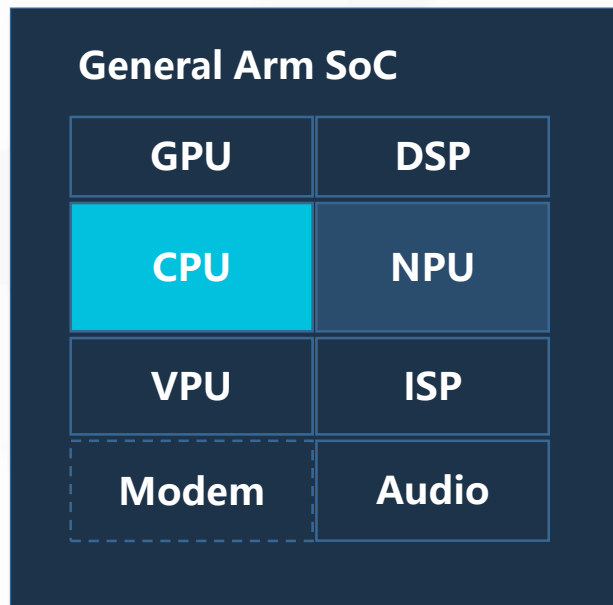 General Arm SoC
GPU DSP
CPU NPU
VPU ISP
Modem Audio